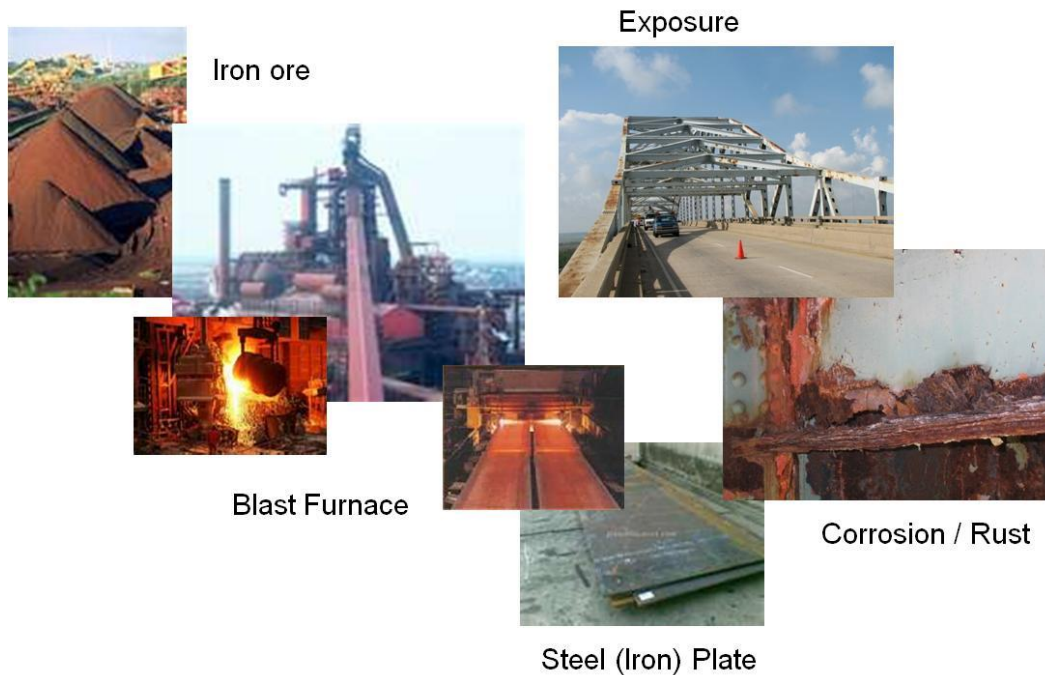 Exposure
Iron ore
Blast Furnace
Corrosion / Rust
Steel (Iron) Plate